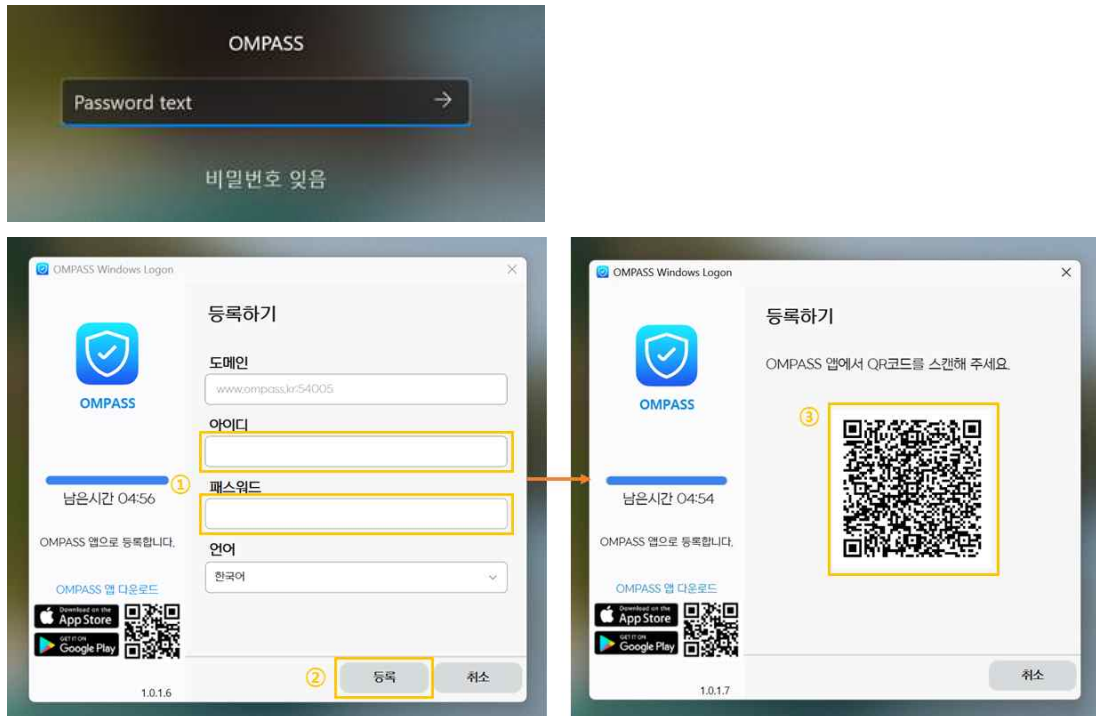 OMPASS
Password text
비밀번호 잊음
OMPASS Windows Logon
OMPASS
남은시간 04:56
OMPASS 앱으로 등록합니다.
OMPASS 앱 다운로드
Download on the
App Store
GET IT ON
Google Play
1.0.1.6
등록하기
도메인
www.ompass.kr:54005
아이디
①
패스워드
언어
한국어
②
등록
취소
OMPASS Windows Logon
OMPASS
남은시간 04:54
OMPASS 앱으로 등록합니다.
OMPASS 앱 다운로드
Download on the
App Store
GET IT ON
Google Play
1.0.1.7
등록하기
OMPASS 앱에서 QR코드를 스캔해 주세요.
③
취소